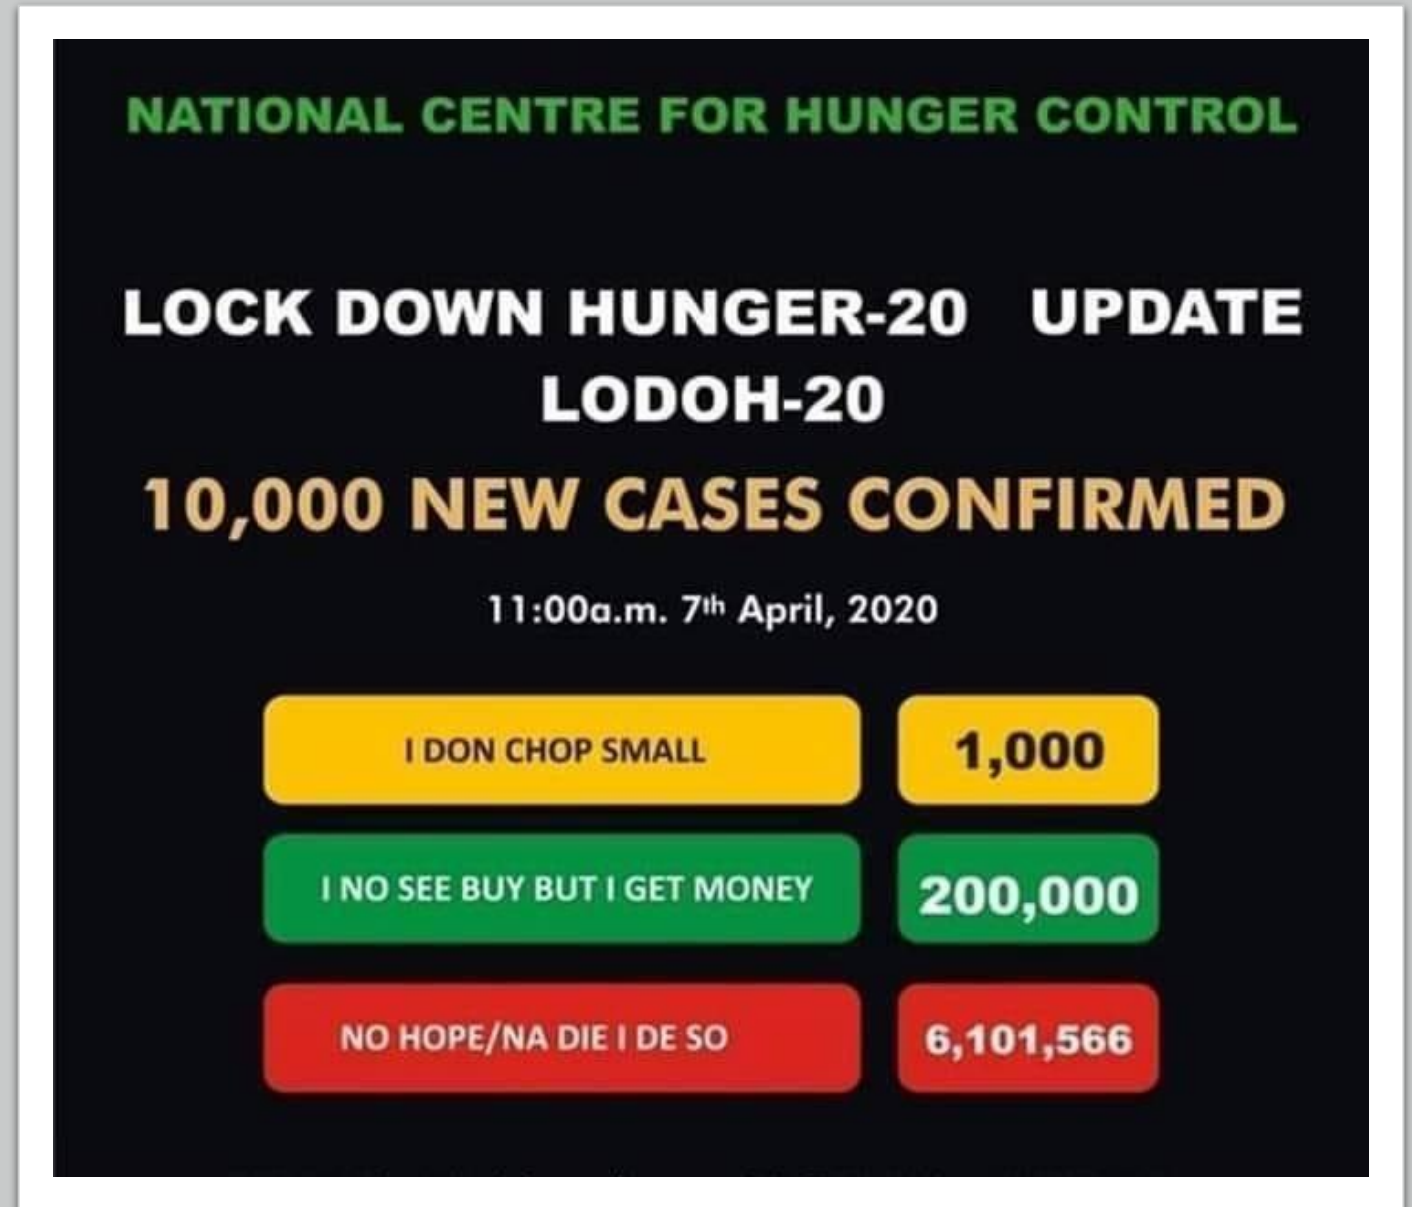 NATIONAL CENTRE FOR HUNGER CONTROL
LOCK DOWN HUNGER-20 UPDATE
LODOH-20
10,000 NEW CASES CONFIRMED
11:00a.m. 7th April, 2020
I DON CHOP SMALL 1,000
I NO SEE BUY BUT I GET MONEY 200,000
NO HOPE/NA DIE I DE SO 6,101,566